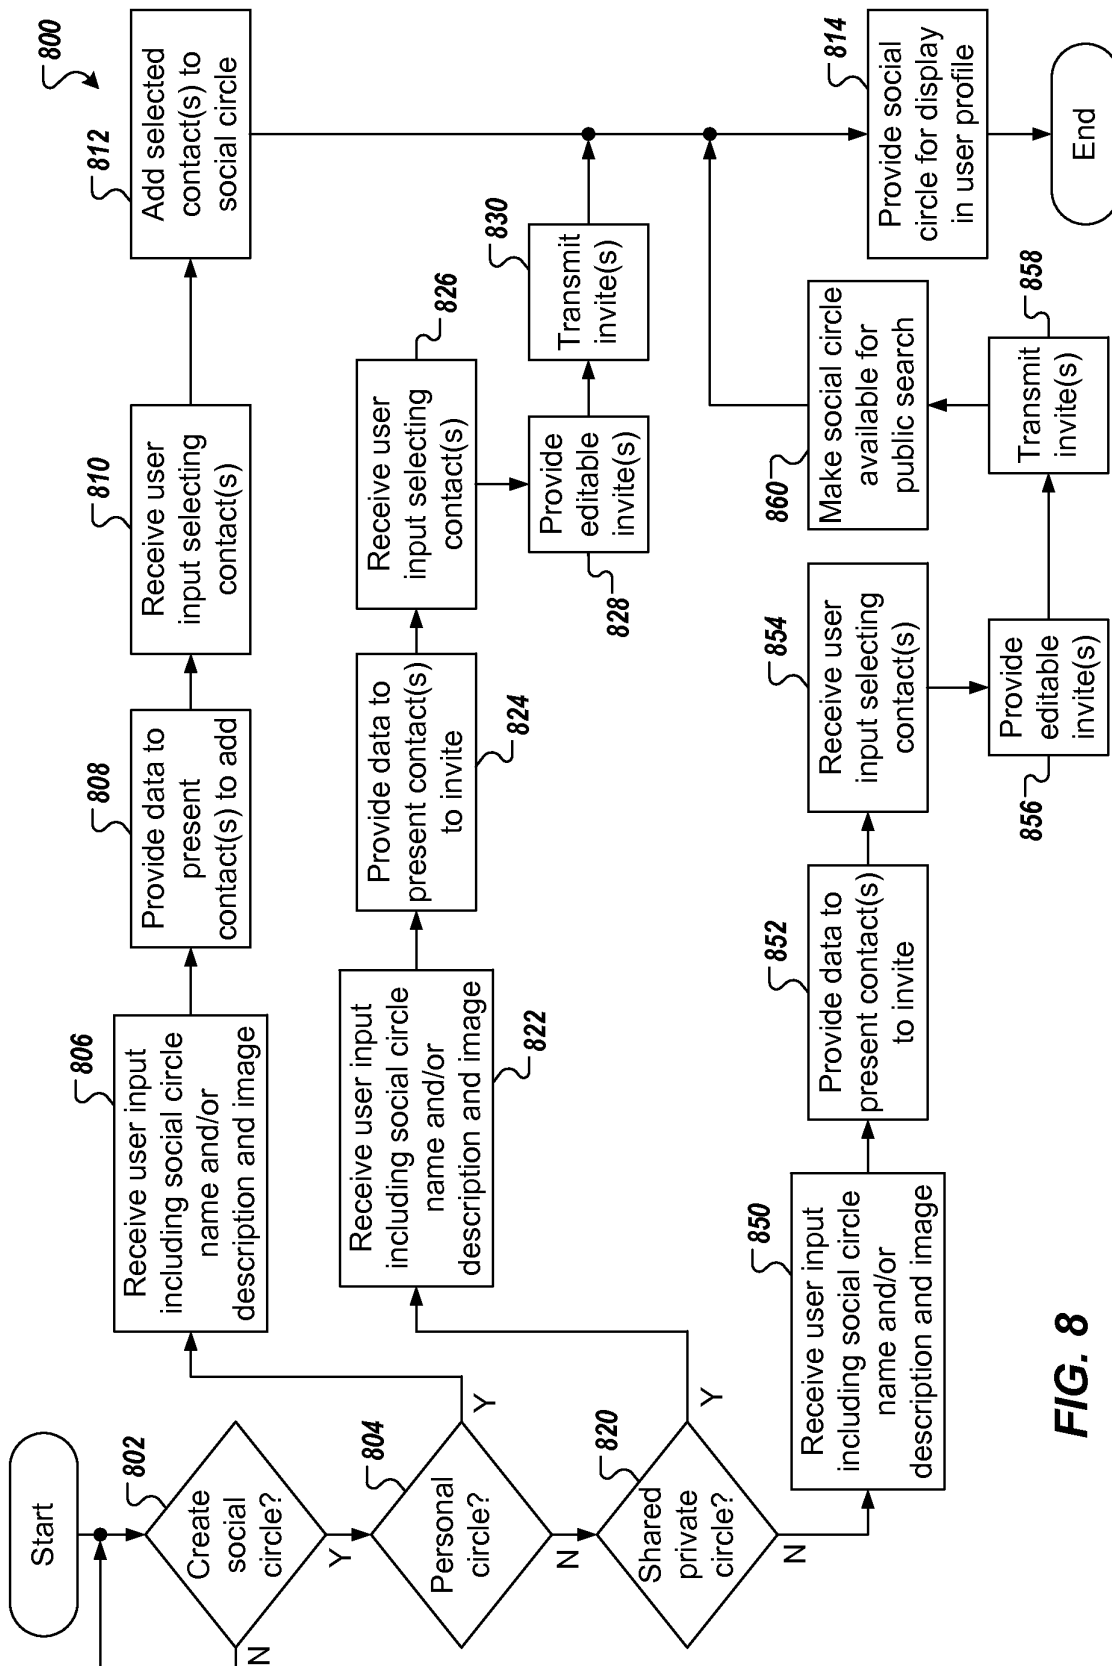 800
Start
802
Create
social
circle?
N
Y
804
Personal
circle?
Y
N
820
Shared
private
circle?
Y
N
806
Receive user input
including social circle
name and/or
description and image
808
Provide data to
present
contact(s) to add
810
Receive user
input selecting
contact(s)
812
Add selected
contact(s) to
social circle
822
Receive user input
including social circle
name and/or
description and image
824
Provide data to
present contact(s)
to invite
826
Receive user
input selecting
contact(s)
828
Provide
editable
invite(s)
830
Transmit
invite(s)
850
Receive user input
including social circle
name and/or
description and image
852
Provide data to
present contact(s)
to invite
854
Receive user
input selecting
contact(s)
856
Provide
editable
invite(s)
858
Transmit
invite(s)
860
Make social circle
available for
public search
814
Provide social
circle for display
in user profile
End
FIG. 8